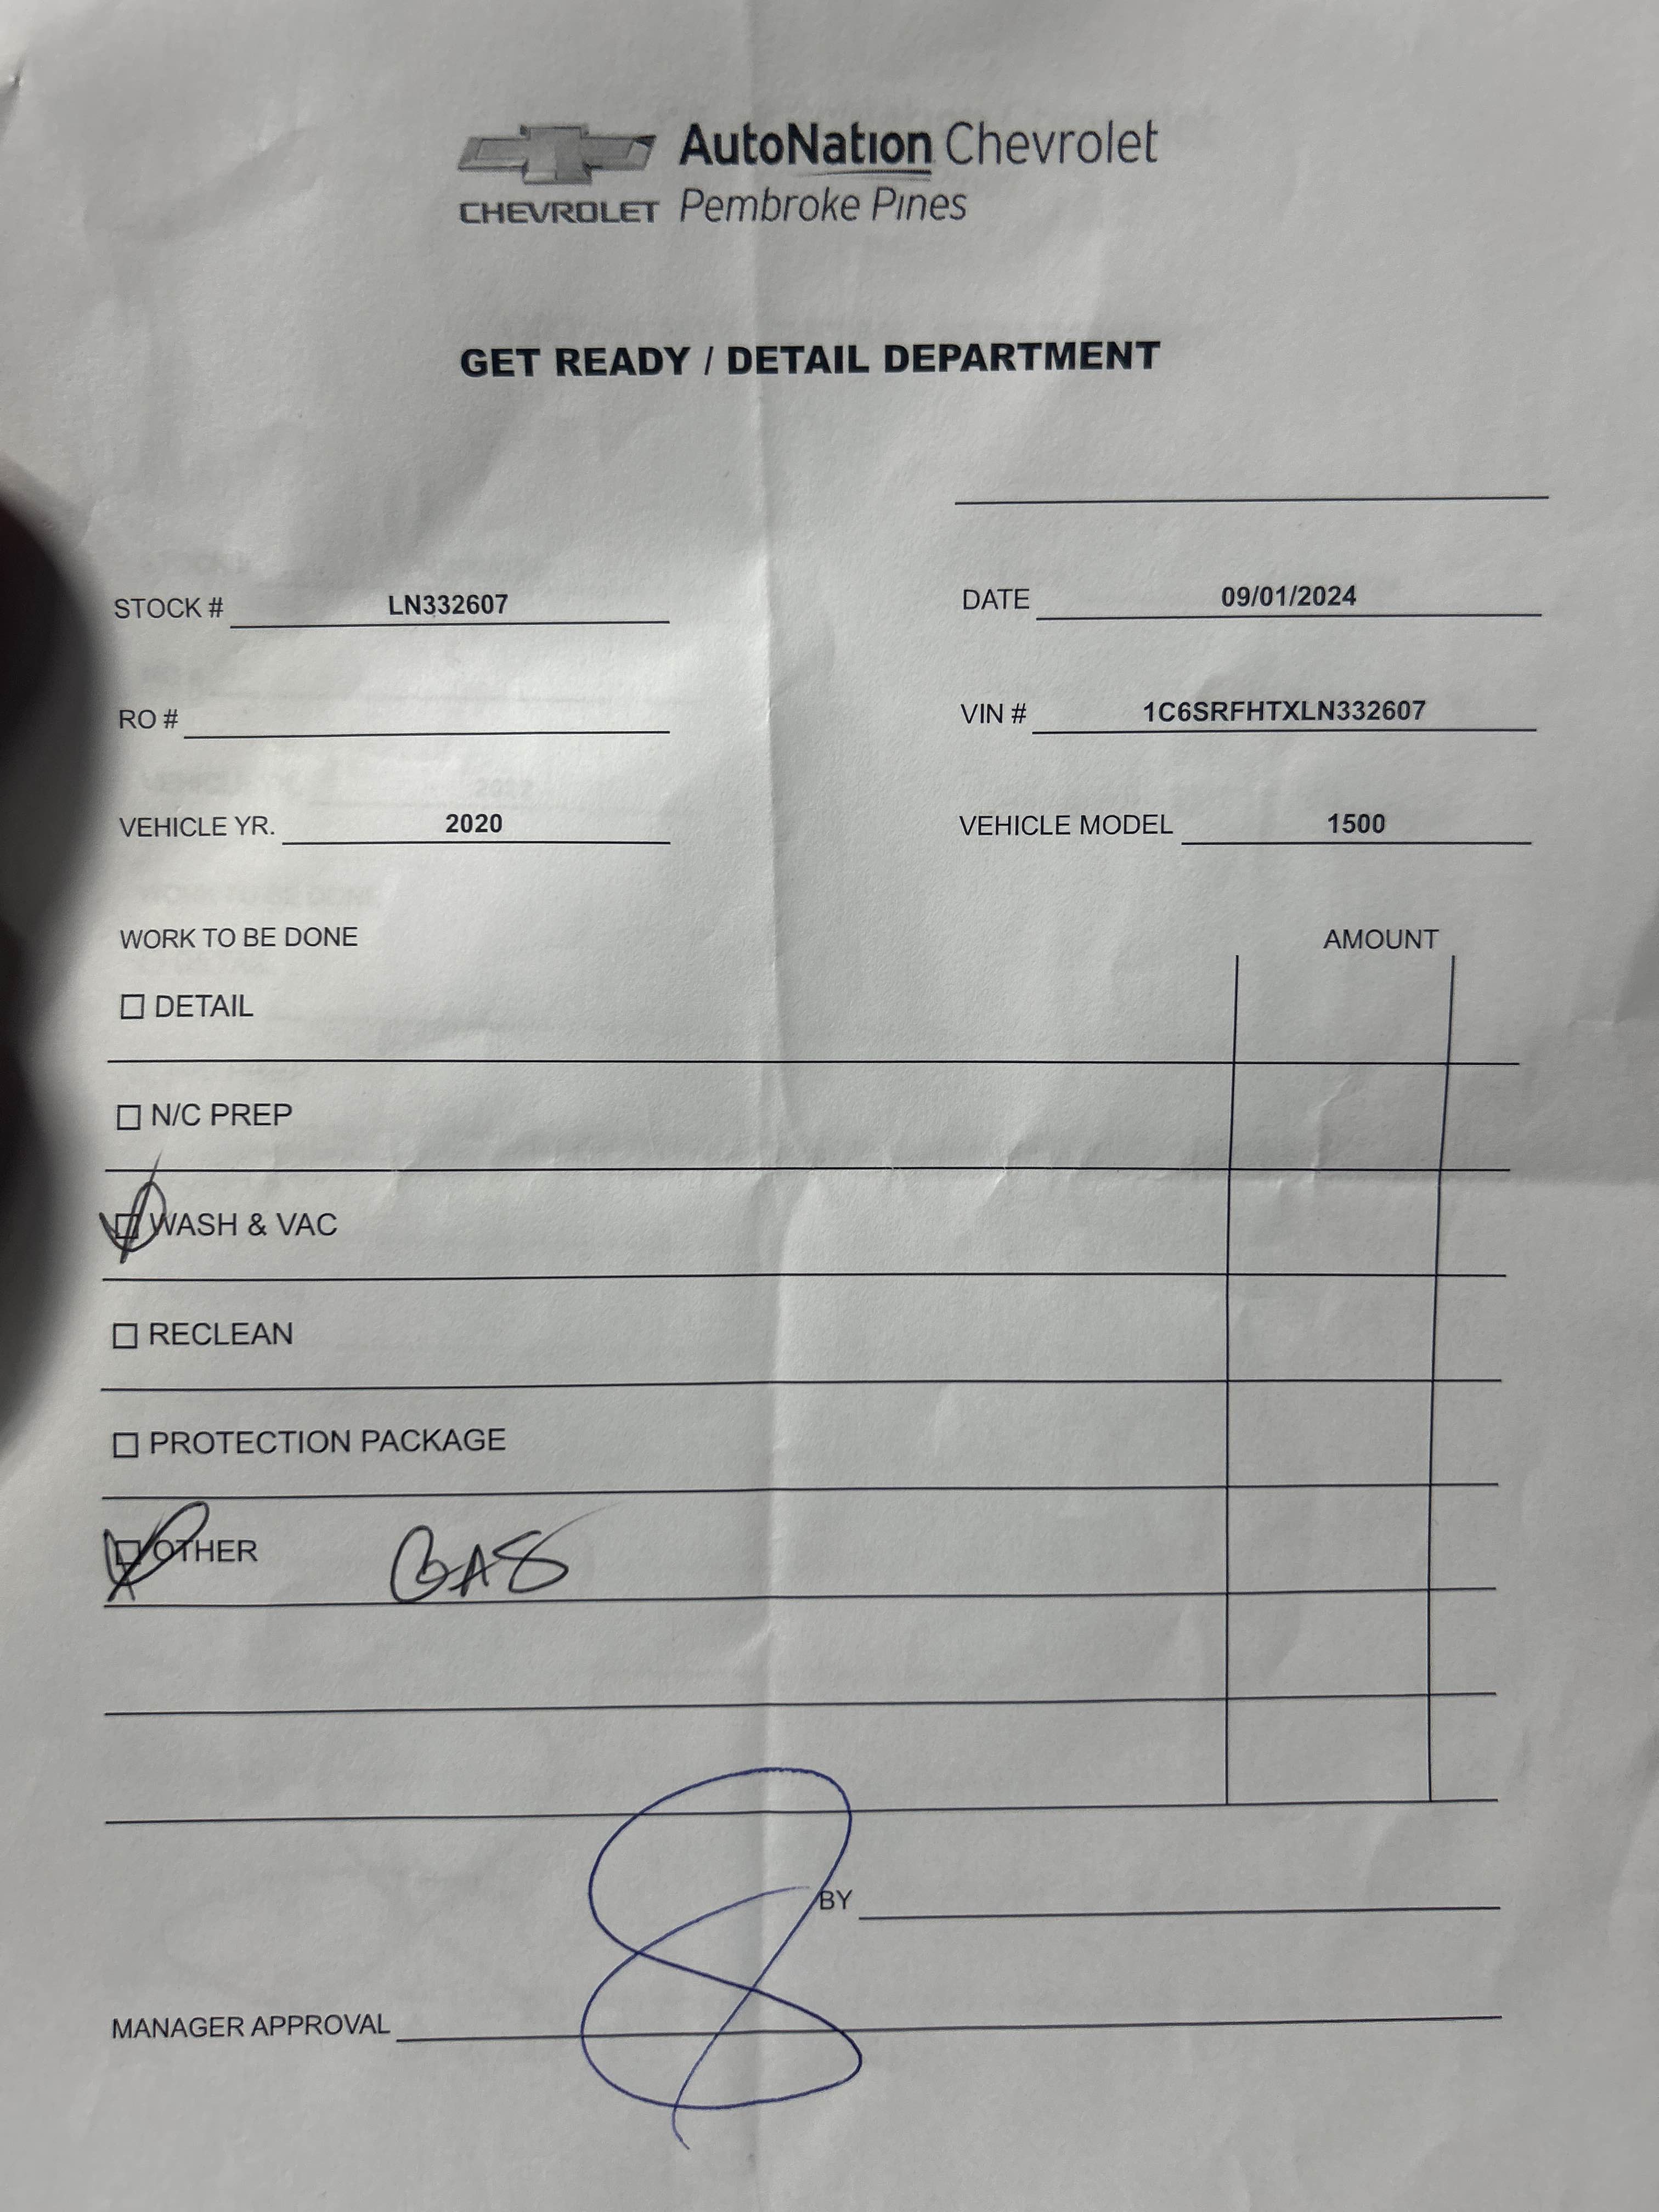 AutoNation Chevrolet
CHEVROLET Pembroke Pines
GET READY / DETAIL DEPARTMENT
STOCK # LN332607 DATE 09/01/2024
RO # VIN # 1C6SRFHTXLN332607
VEHICLE YR. 2020 VEHICLE MODEL 1500
WORK TO BE DONE AMOUNT
DETAIL
N/C PREP
WASH & VAC
RECLEAN
PROTECTION PACKAGE
OTHER GAS
BY
MANAGER APPROVAL